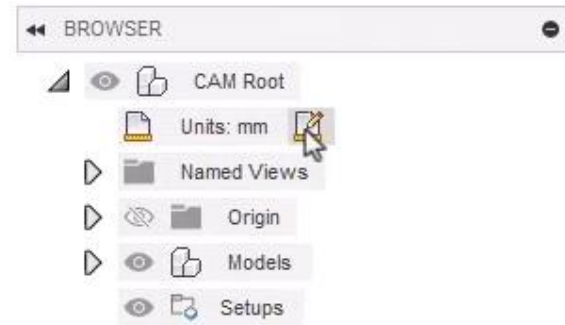 BROWSER
CAM Root
Units: mm
Named Views
Origin
Models
Setups